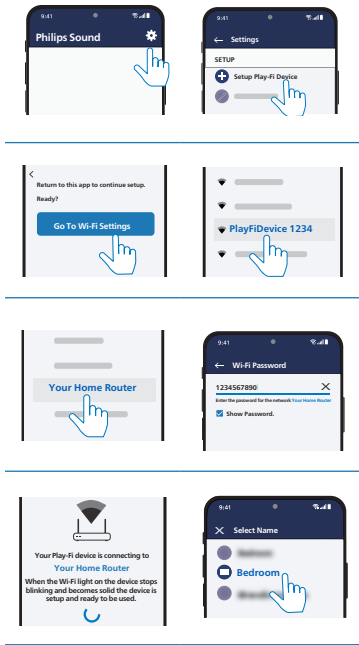 9:41
Philips Sound
9:41
← Settings
SETUP
Setup Play-Fi Device
Return to this app to continue setup.
Ready?
Go To Wi-Fi Settings
PlayFiDevice 1234
Your Home Router
9:41
← Wi-Fi Password
1234567890
Enter the password for the network Your Home Router
Show Password.
Your Play-Fi device is connecting to
Your Home Router
When the Wi-Fi light on the device stops
blinking and becomes solid the device is
setup and ready to be used.
9:41
Select Name
Bedroom